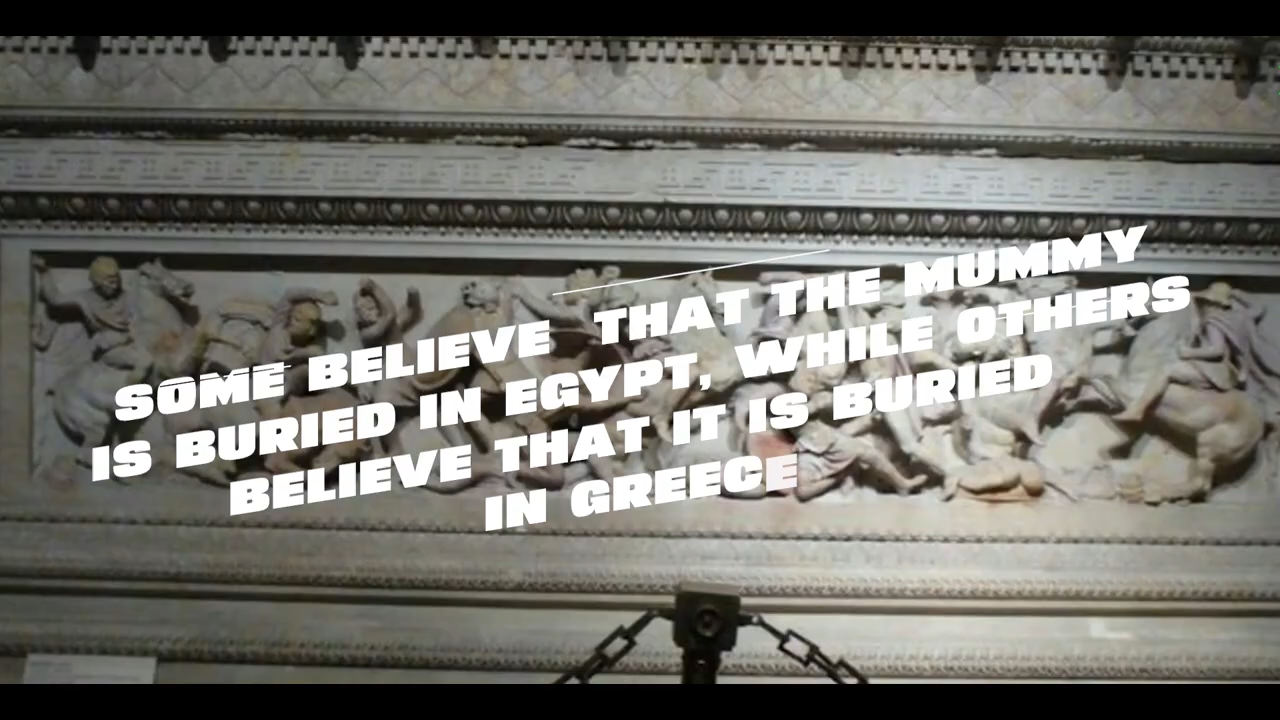 SOME BELIEVE THAT THE MUMMY
IS BURIED IN EGYPT, WHILE OTHERS
BELIEVE THAT IT IS BURIED
IN GREECE